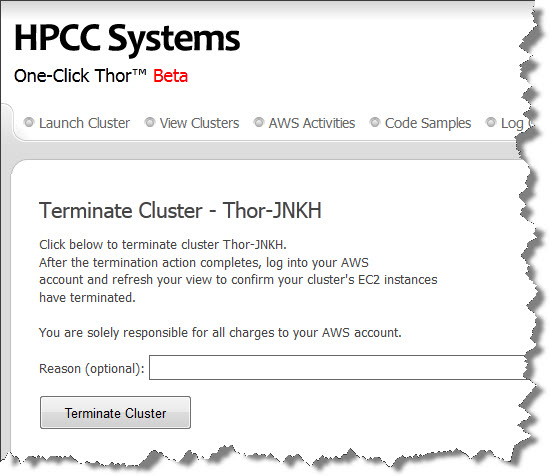 HPCC Systems
One-Click Thor™ Beta
Launch Cluster View Clusters AWS Activities Code Samples Log
Terminate Cluster - Thor-JNKH
Click below to terminate cluster Thor-JNKH.
After the termination action completes, log into your AWS
account and refresh your view to confirm your cluster's EC2 instances
have terminated.
You are solely responsible for all charges to your AWS account.
Reason (optional):
Terminate Cluster